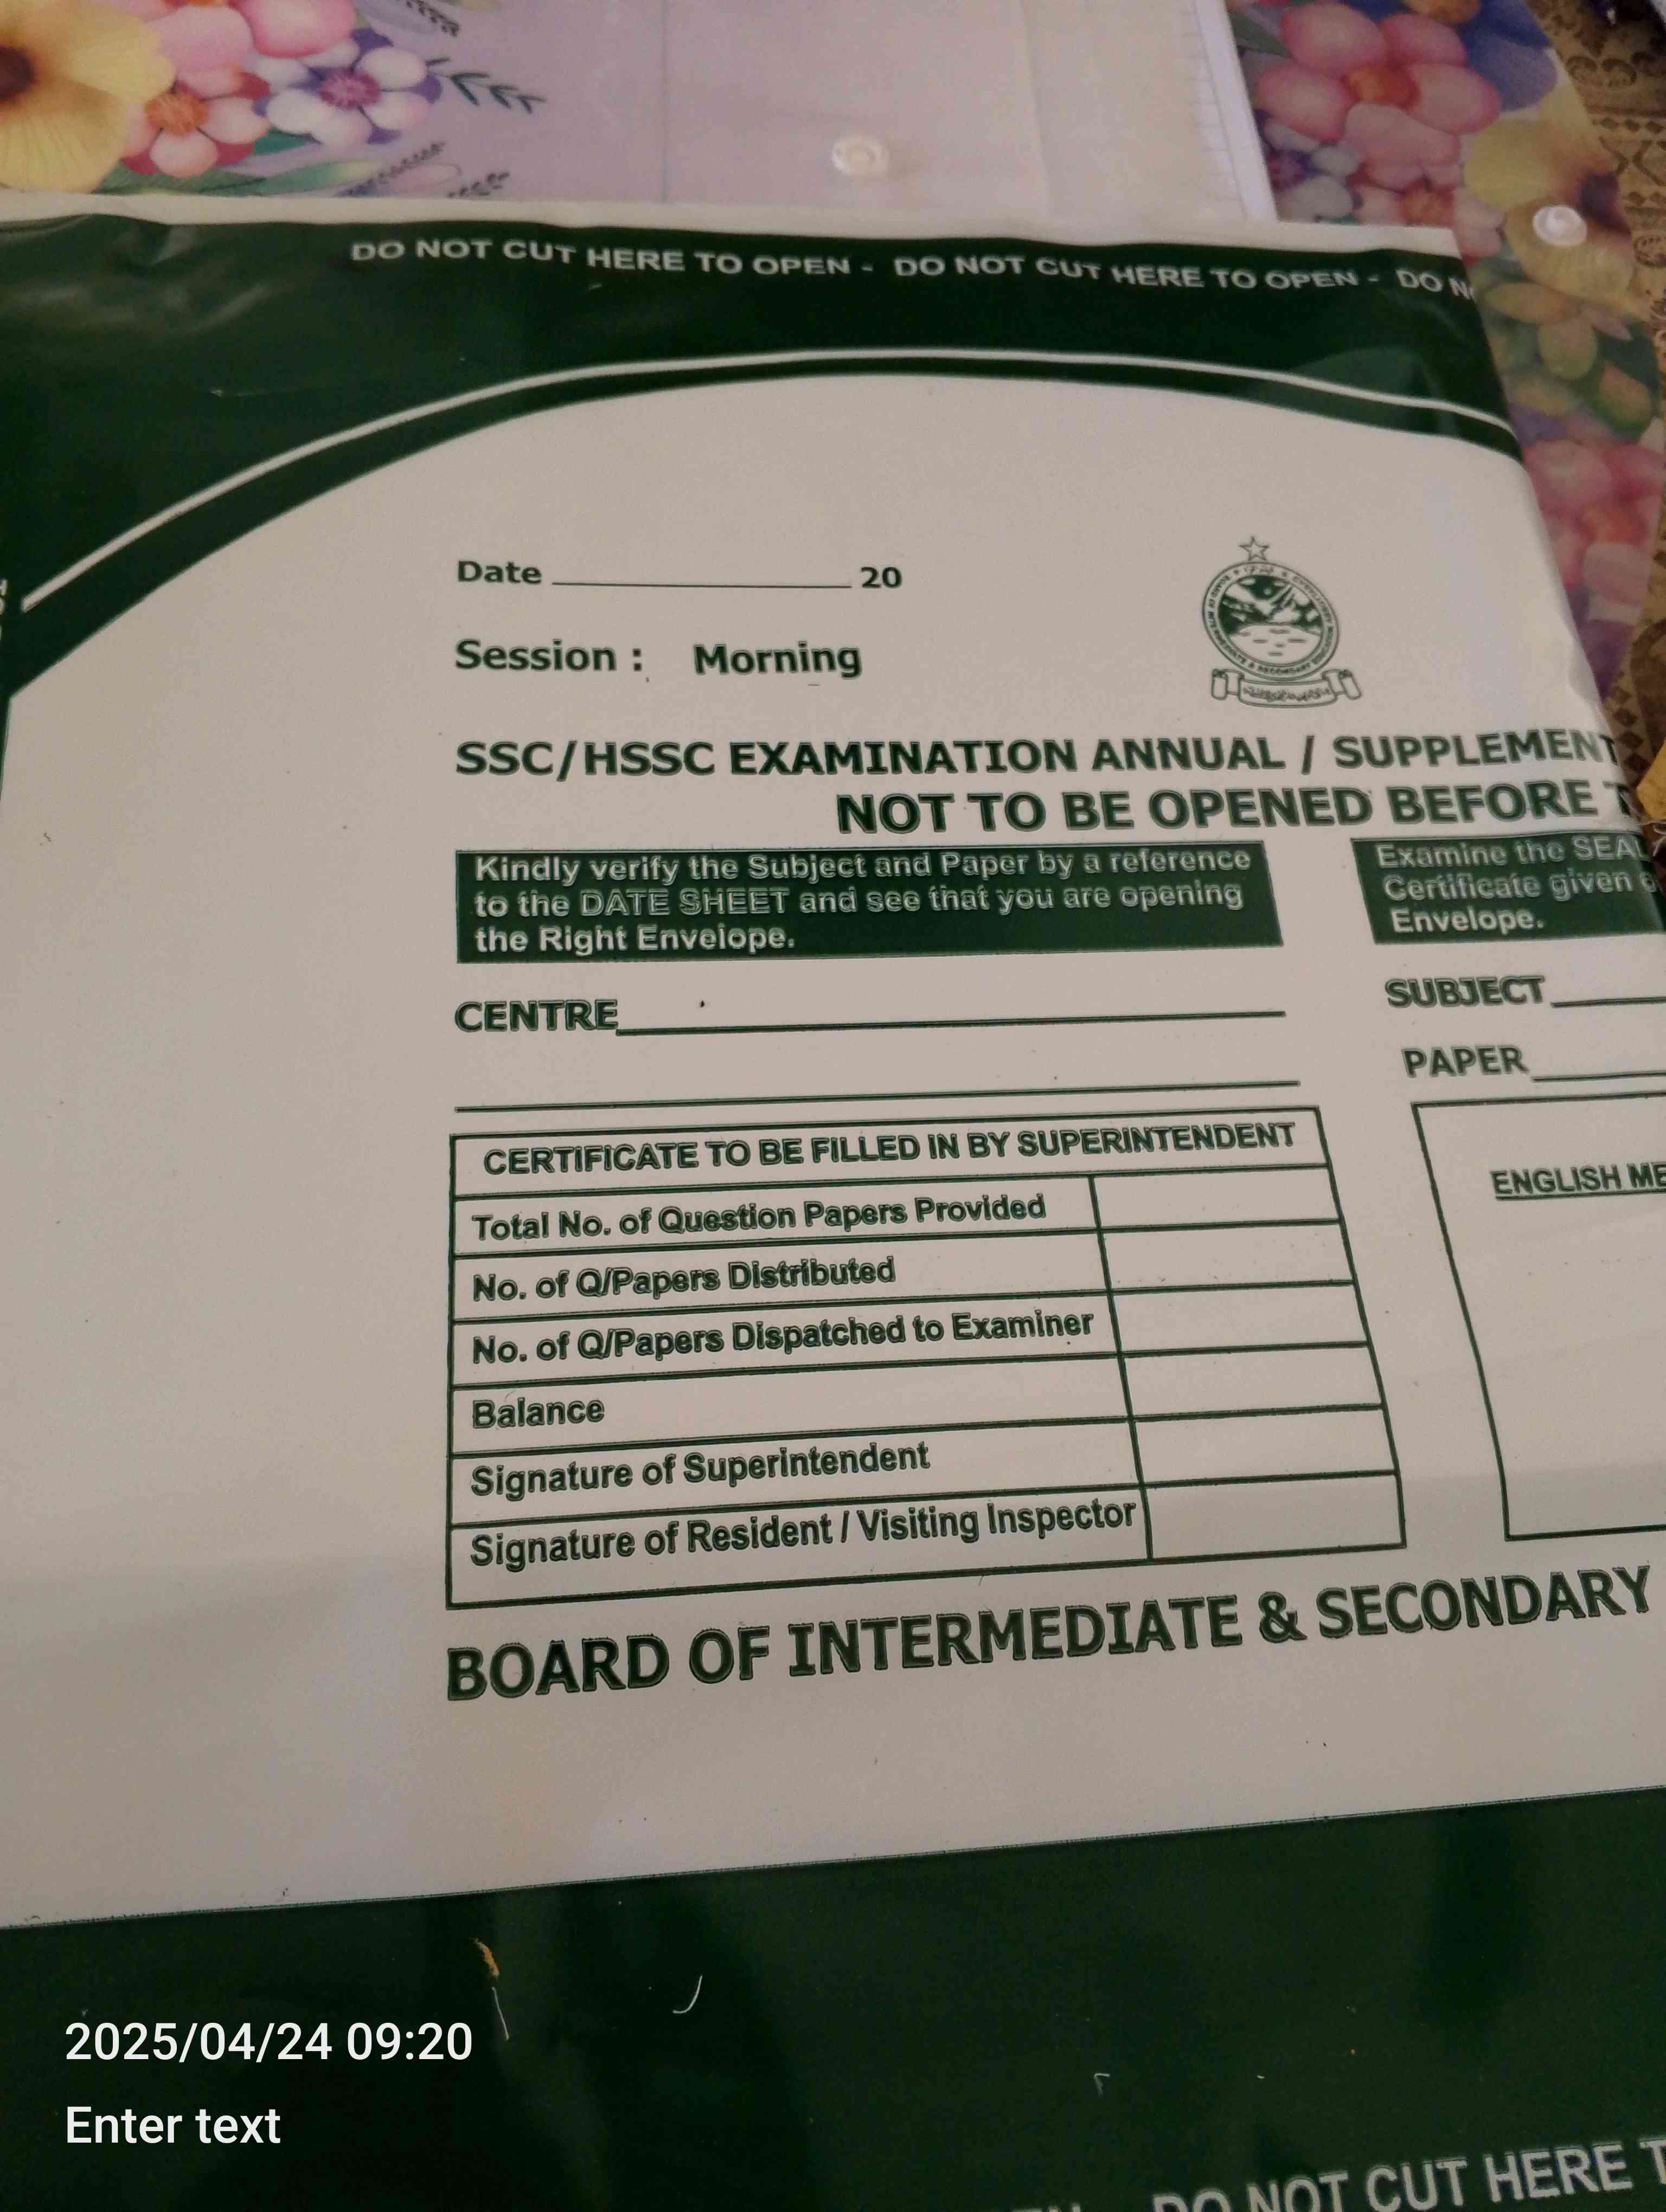 DO NOT CUT HERE TO OPEN - DO NOT CUT HERE TO OPEN - DO N
Date ____________ 20
Session : Morning
SSC/HSSC EXAMINATION ANNUAL / SUPPLEMENT
NOT TO BE OPENED BEFORE T
Kindly verify the Subject and Paper by a reference
to the DATE SHEET and see that you are opening
the Right Envelope.
Examine the SEAL
Certificate given o
Envelope.
CENTRE
SUBJECT
PAPER
CERTIFICATE TO BE FILLED IN BY SUPERINTENDENT
Total No. of Question Papers Provided
No. of Q/Papers Distributed
No. of Q/Papers Dispatched to Examiner
Balance
Signature of Superintendent
Signature of Resident / Visiting Inspector
ENGLISH ME
BOARD OF INTERMEDIATE & SECONDARY
2025/04/24 09:20
Enter text
DO NOT CUT HERE T